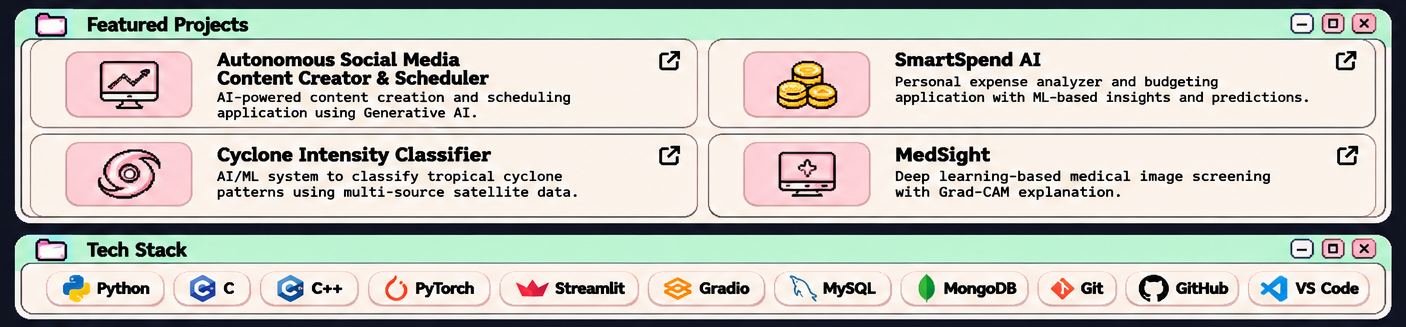 Featured Projects
Autonomous Social Media
Content Creator & Scheduler
AI-powered content creation and scheduling
application using Generative AI.
SmartSpend AI
Personal expense analyzer and budgeting
application with ML-based insights and predictions.
Cyclone Intensity Classifier
AI/ML system to classify tropical cyclone
patterns using multi-source satellite data.
MedSight
Deep learning-based medical image screening
with Grad-CAM explanation.
Tech Stack
Python C C++ PyTorch Streamlit Gradio MySQL MongoDB Git GitHub VS Code